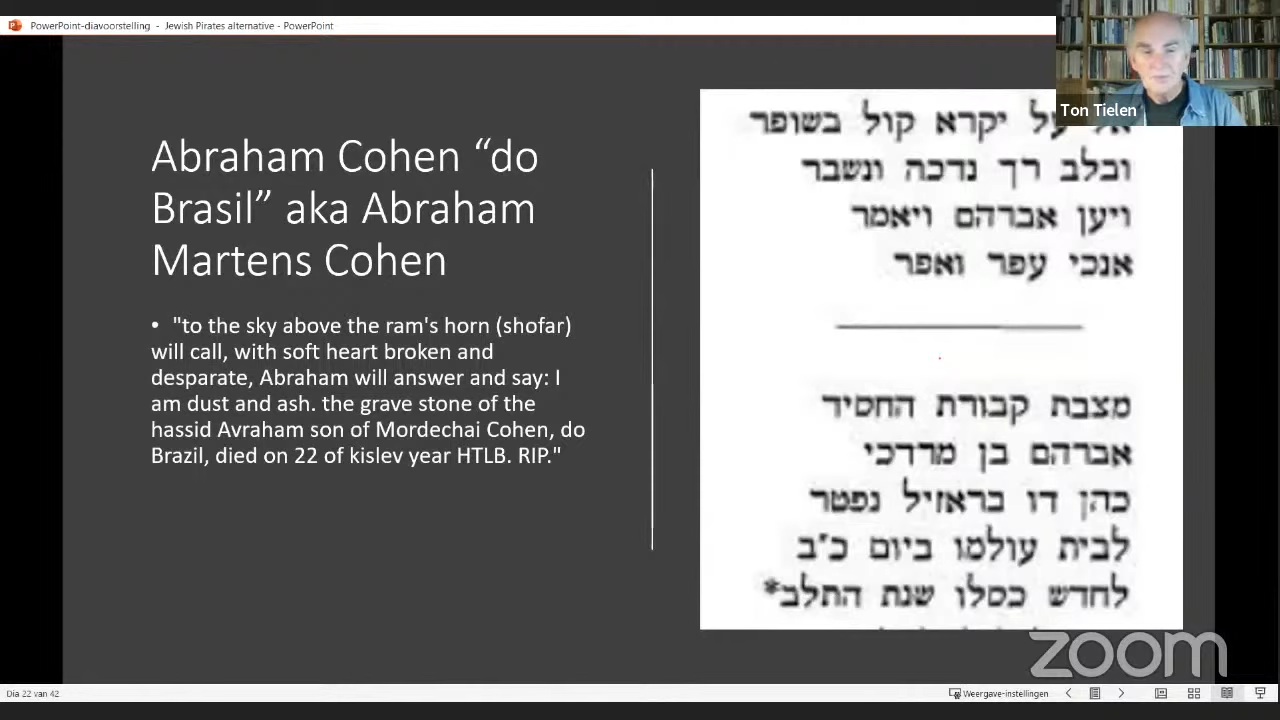 PowerPoint-diavoorstelling - Jewish Pirates alternative - PowerPoint
Ton Tielen
Abraham Cohen “do
Brasil” aka Abraham
Martens Cohen
• "to the sky above the ram's horn (shofar)
will call, with soft heart broken and
desparate, Abraham will answer and say: I
am dust and ash. the grave stone of the
hassid Avraham son of Mordechai Cohen, do
Brazil, died on 22 of kislev year HTLB. RIP."
אל על יקרא קול בשופר
ובלב רך נדכה ונשבר
ויען אברהם ויאמר
אנכי עפר ואפר
מצבת קבורת החסיד
אברהם בן מרדכי
כהן דו בראזיל נפטר
לבית עולמו ביום כ״ב
לחדש כסלו שנת התלב*
zoom
Dia 22 van 42
Weergave-instellingen